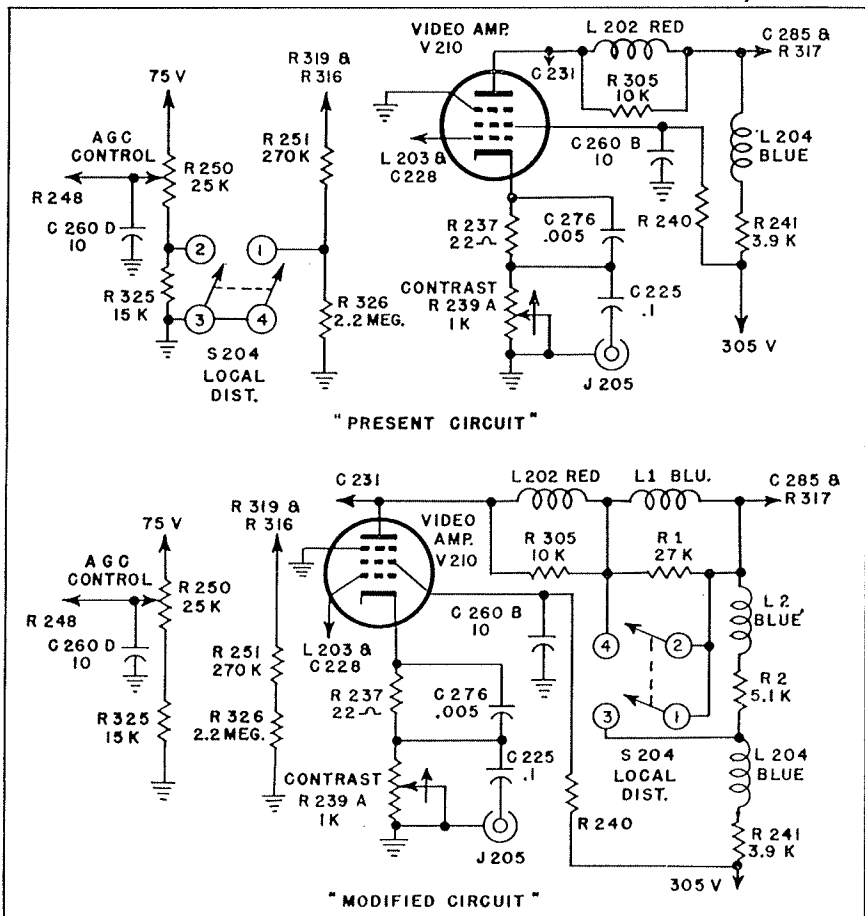 VIDEO AMP.
V210
L 202 RED
C 285 &
R 317
75 V
R319 &
R 316
C 231
R 305
10 K
AGC
CONTROL
R 250
25 K
R 251
270 K
L 203 &
C228
C 260 B
10
L 204
BLUE
R 248
C 260 D
10
R 237
22 Ω
C 276
.005
R 240
R 241
3.9 K
2
1
R 325
15 K
3
4
R 326
2.2 MEG.
CONTRAST
R 239 A
1K
C 225
.1
S 204
LOCAL
DIST.
305 V
J 205
"PRESENT CIRCUIT"
C 231
L 202 RED
L1 BLU.
C 285 &
R 317
R 319 &
R 316
VIDEO
AMP.
V210
75V
R 305
10 K
R 1
27 K
AGC
CONTROL
R 250
25 K
L2
BLUE
R 248
C 260 D
10
C 260 B
10
4
2
L 203 &
C 228
R 251
270 K
R 2
5.1 K
R 237
22 Ω
C 276
.005
3
1
R 325
15K
R 326
2.2 MEG.
S 204
LOCAL
DIST.
L 204
BLUE
CONTRAST
R 239 A
1K
C 225
.1
R 240
R 241
3.9 K
J 205
305 V
"MODIFIED CIRCUIT"